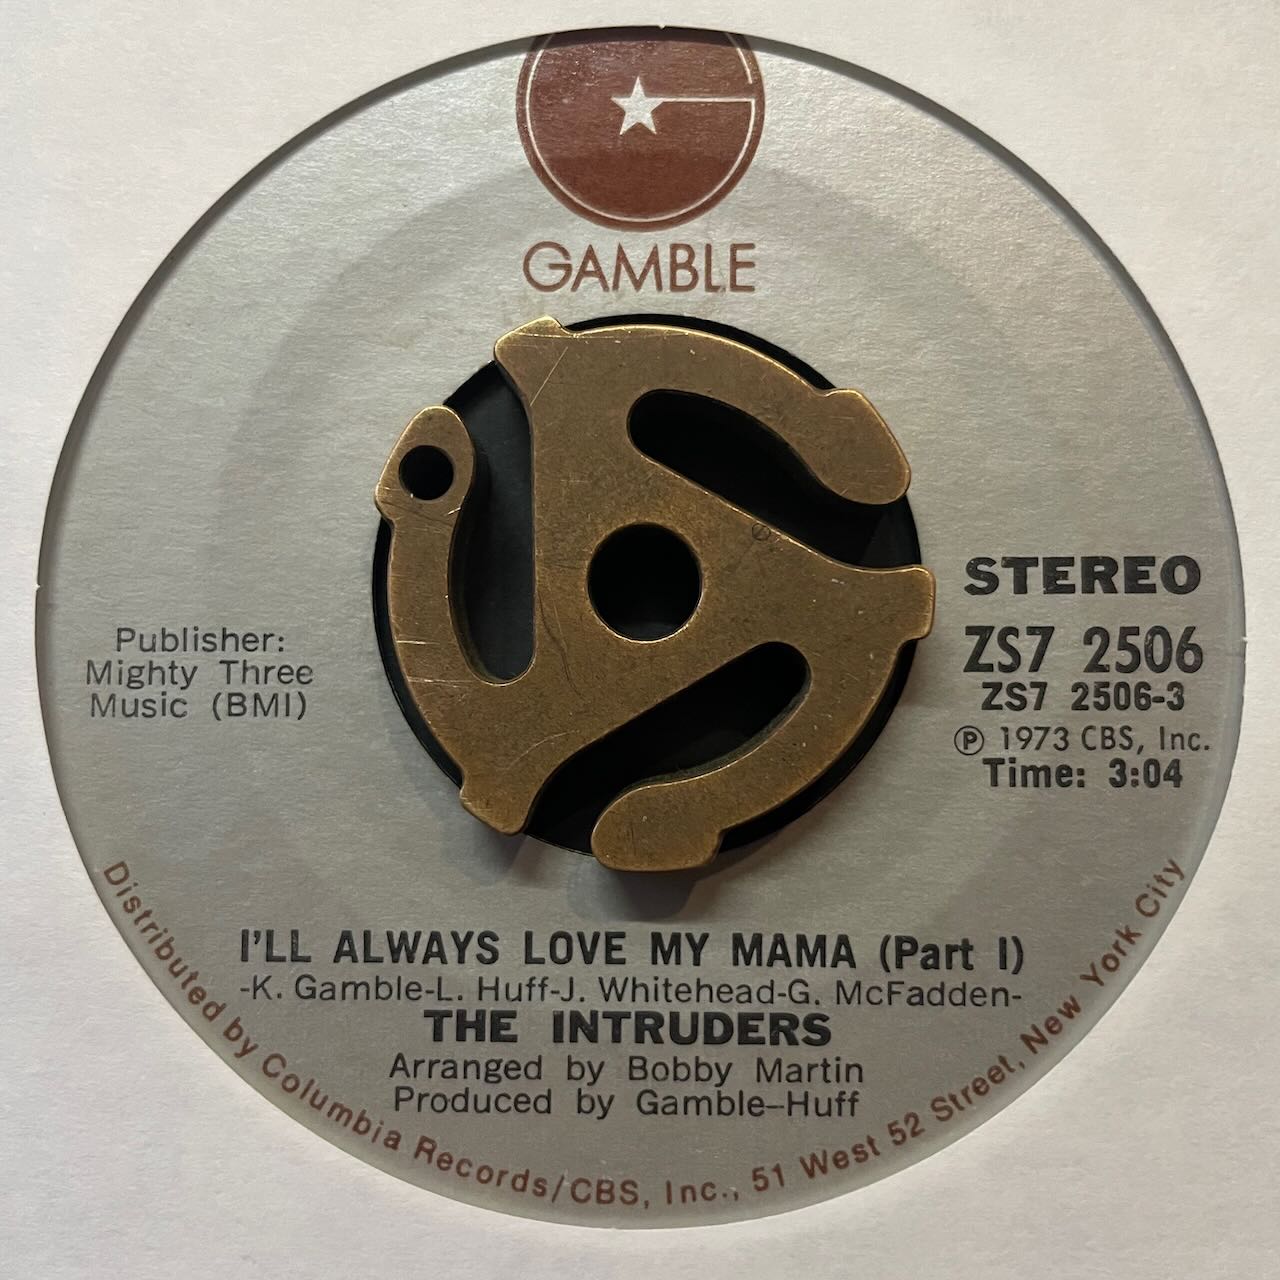 GAMBLE
Publisher:
Mighty Three
Music (BMI)
STEREO
ZS7 2506
ZS7 2506-3
Ⓟ 1973 CBS, Inc.
Time: 3:04
I'LL ALWAYS LOVE MY MAMA (Part I)
-K. Gamble-L. Huff-J. Whitehead-G. McFadden-
THE INTRUDERS
Arranged by Bobby Martin
Produced by Gamble-Huff
Distributed by Columbia Records/CBS, Inc., 51 West 52 Street, New York City